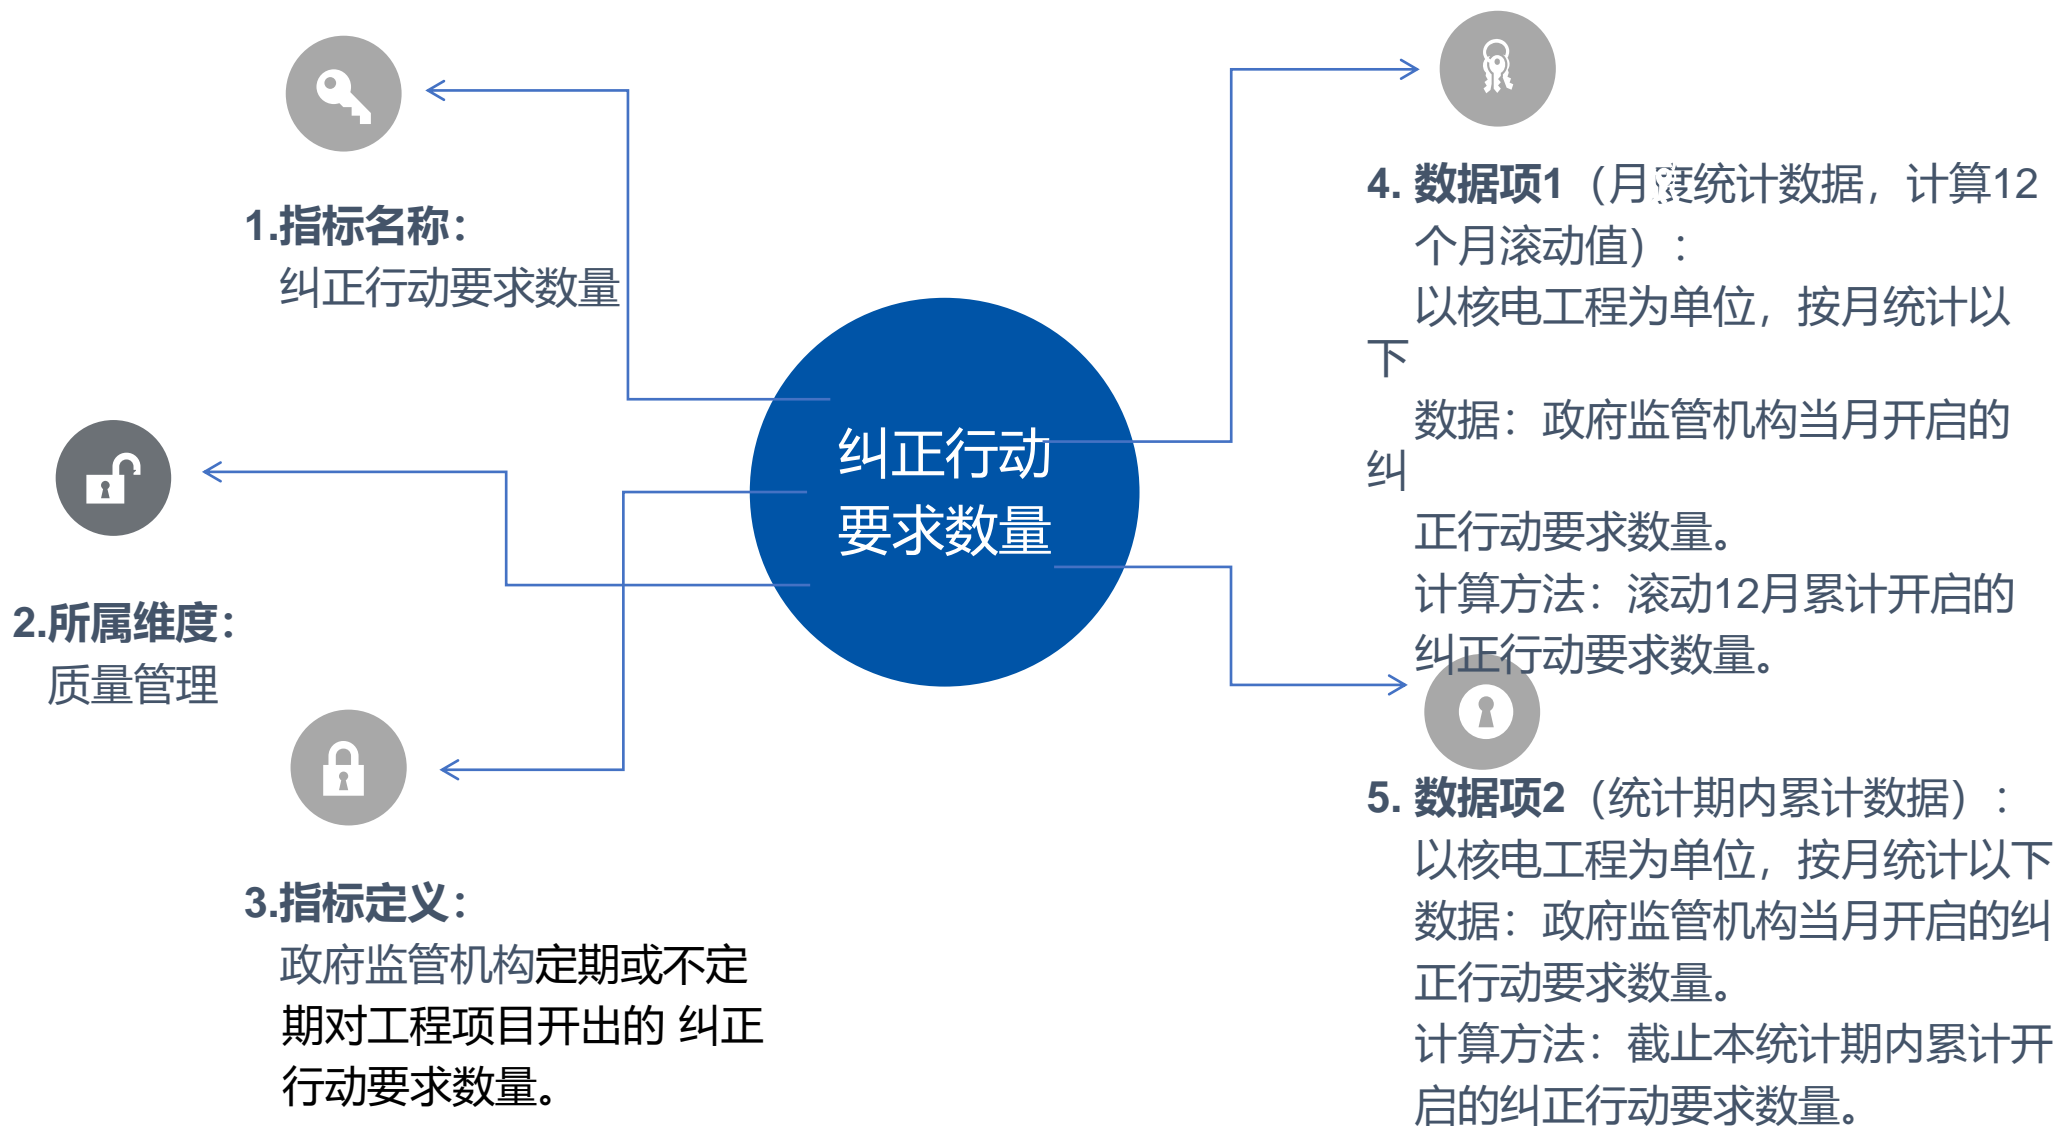 1.指标名称：
纠正行动要求数量
2.所属维度：
质量管理
3.指标定义：
政府监管机构定期或不定
期对工程项目开出的 纠正
行动要求数量。
纠正行动
要求数量
4. 数据项1（月度统计数据，计算12
个月滚动值）：
以核电工程为单位，按月统计以
下
数据：政府监管机构当月开启的
纠
正行动要求数量。
计算方法：滚动12月累计开启的
纠正行动要求数量。
5. 数据项2（统计期内累计数据）：
以核电工程为单位，按月统计以下
数据：政府监管机构当月开启的纠
正行动要求数量。
计算方法：截止本统计期内累计开
启的纠正行动要求数量。